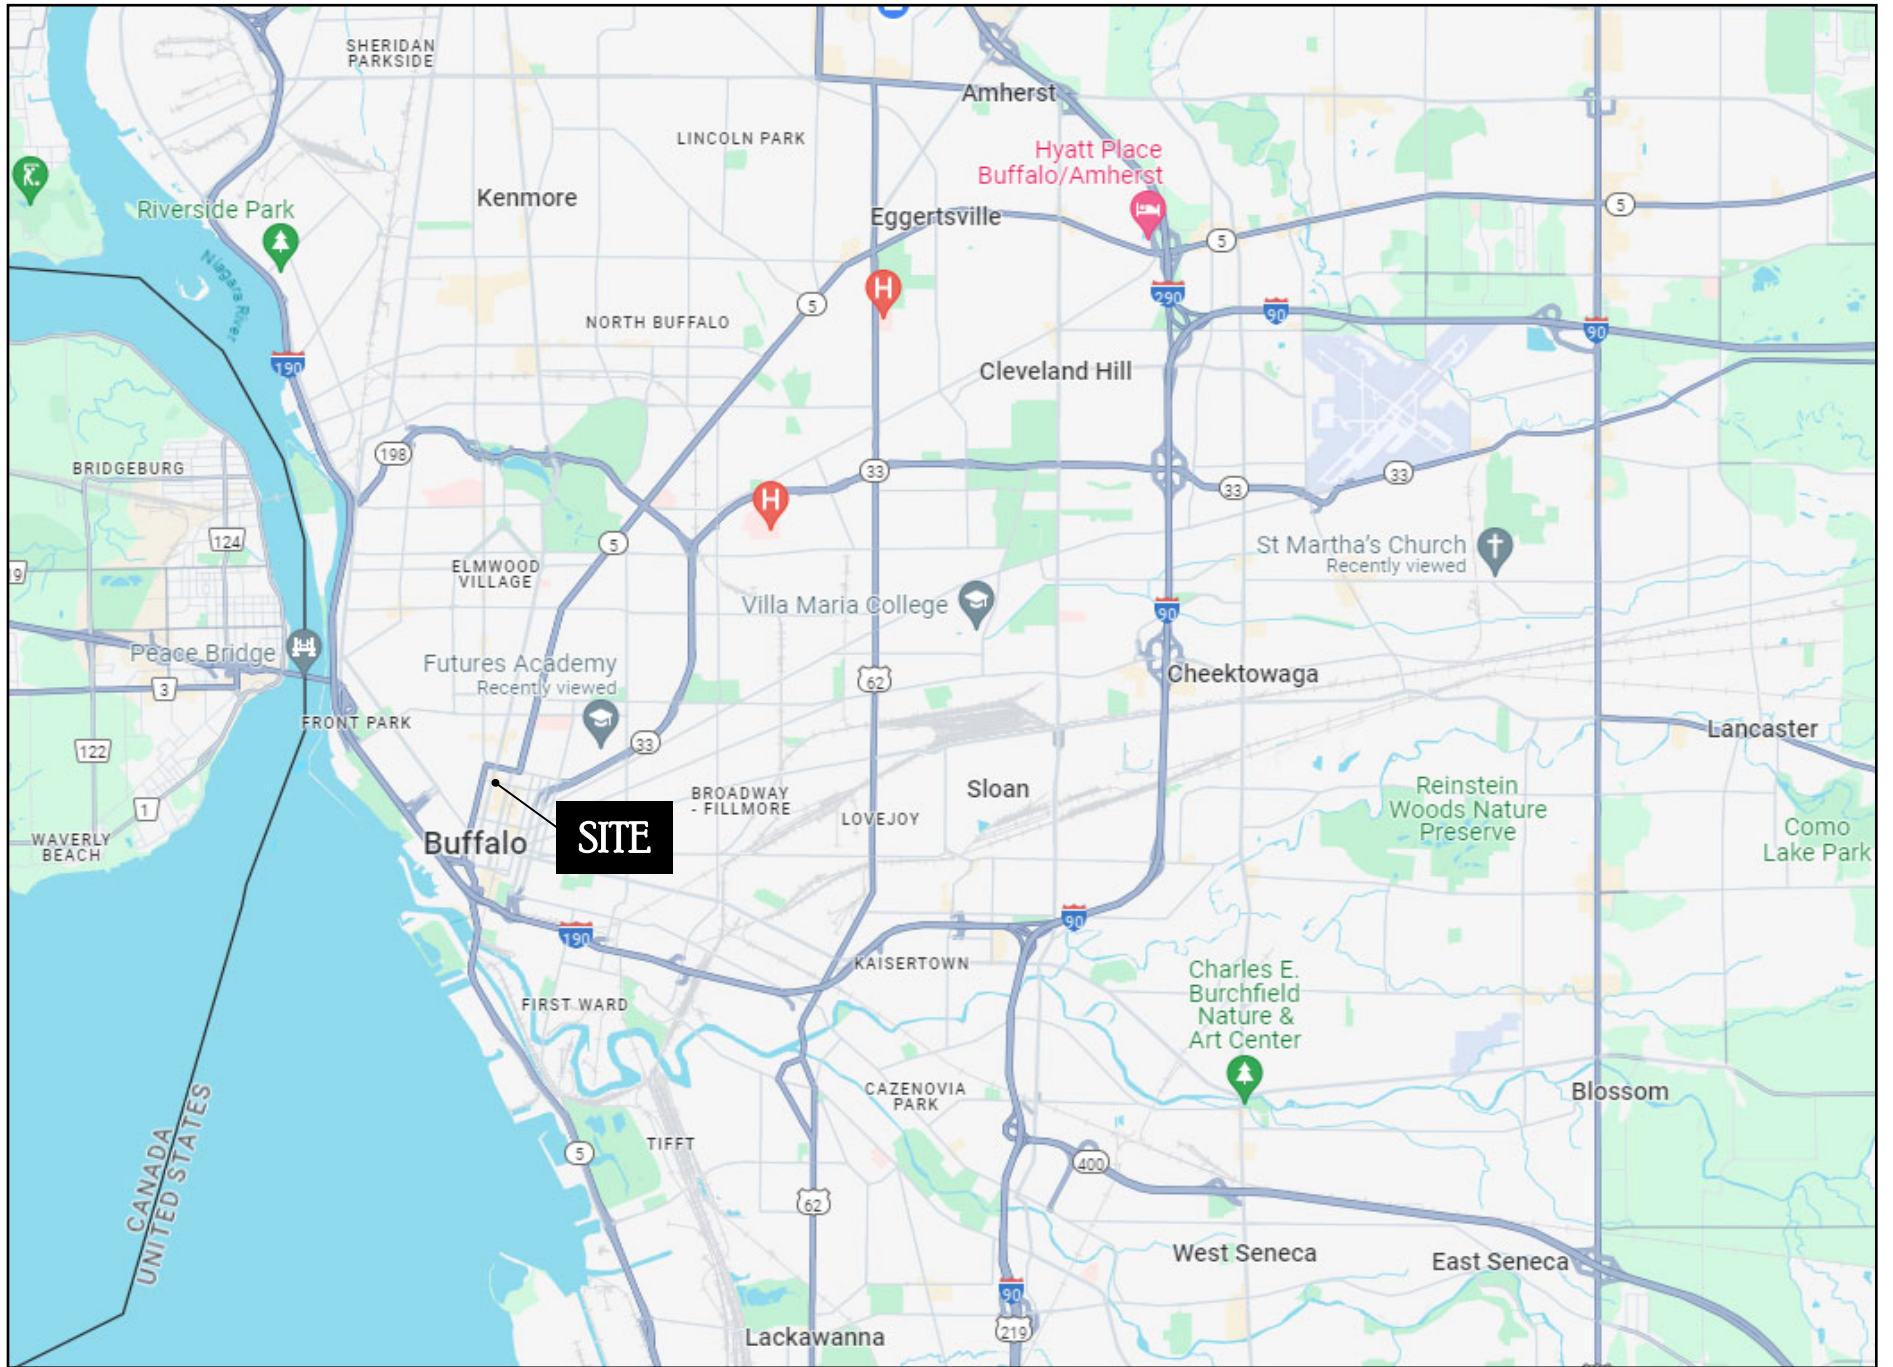 SHERIDAN
PARKSIDE
Amherst
LINCOLN PARK
Hyatt Place
Buffalo/Amherst
Kenmore
Riverside Park
Eggertsville
5
5
Niagara River
290
5
NORTH BUFFALO
90
90
190
Cleveland Hill
198
BRIDGEBURG
33
33
33
124
5
ELMWOOD
VILLAGE
St Martha's Church
Recently viewed
19
Villa Maria College
90
Peace Bridge
Futures Academy
Recently viewed
3
62
Cheektowaga
FRONT PARK
122
33
Lancaster
1
BROADWAY
- FILLMORE
Sloan
Reinstein
Woods Nature
Preserve
LOVEJOY
WAVERLY
BEACH
Buffalo
SITE
Como
Lake Park
190
90
KAISERTOWN
FIRST WARD
Charles E.
Burchfield
Nature &
Art Center
CAZENOVIA
PARK
Blossom
TIFFT
5
400
CANADA
UNITED STATES
62
West Seneca
East Seneca
90
219
Lackawanna